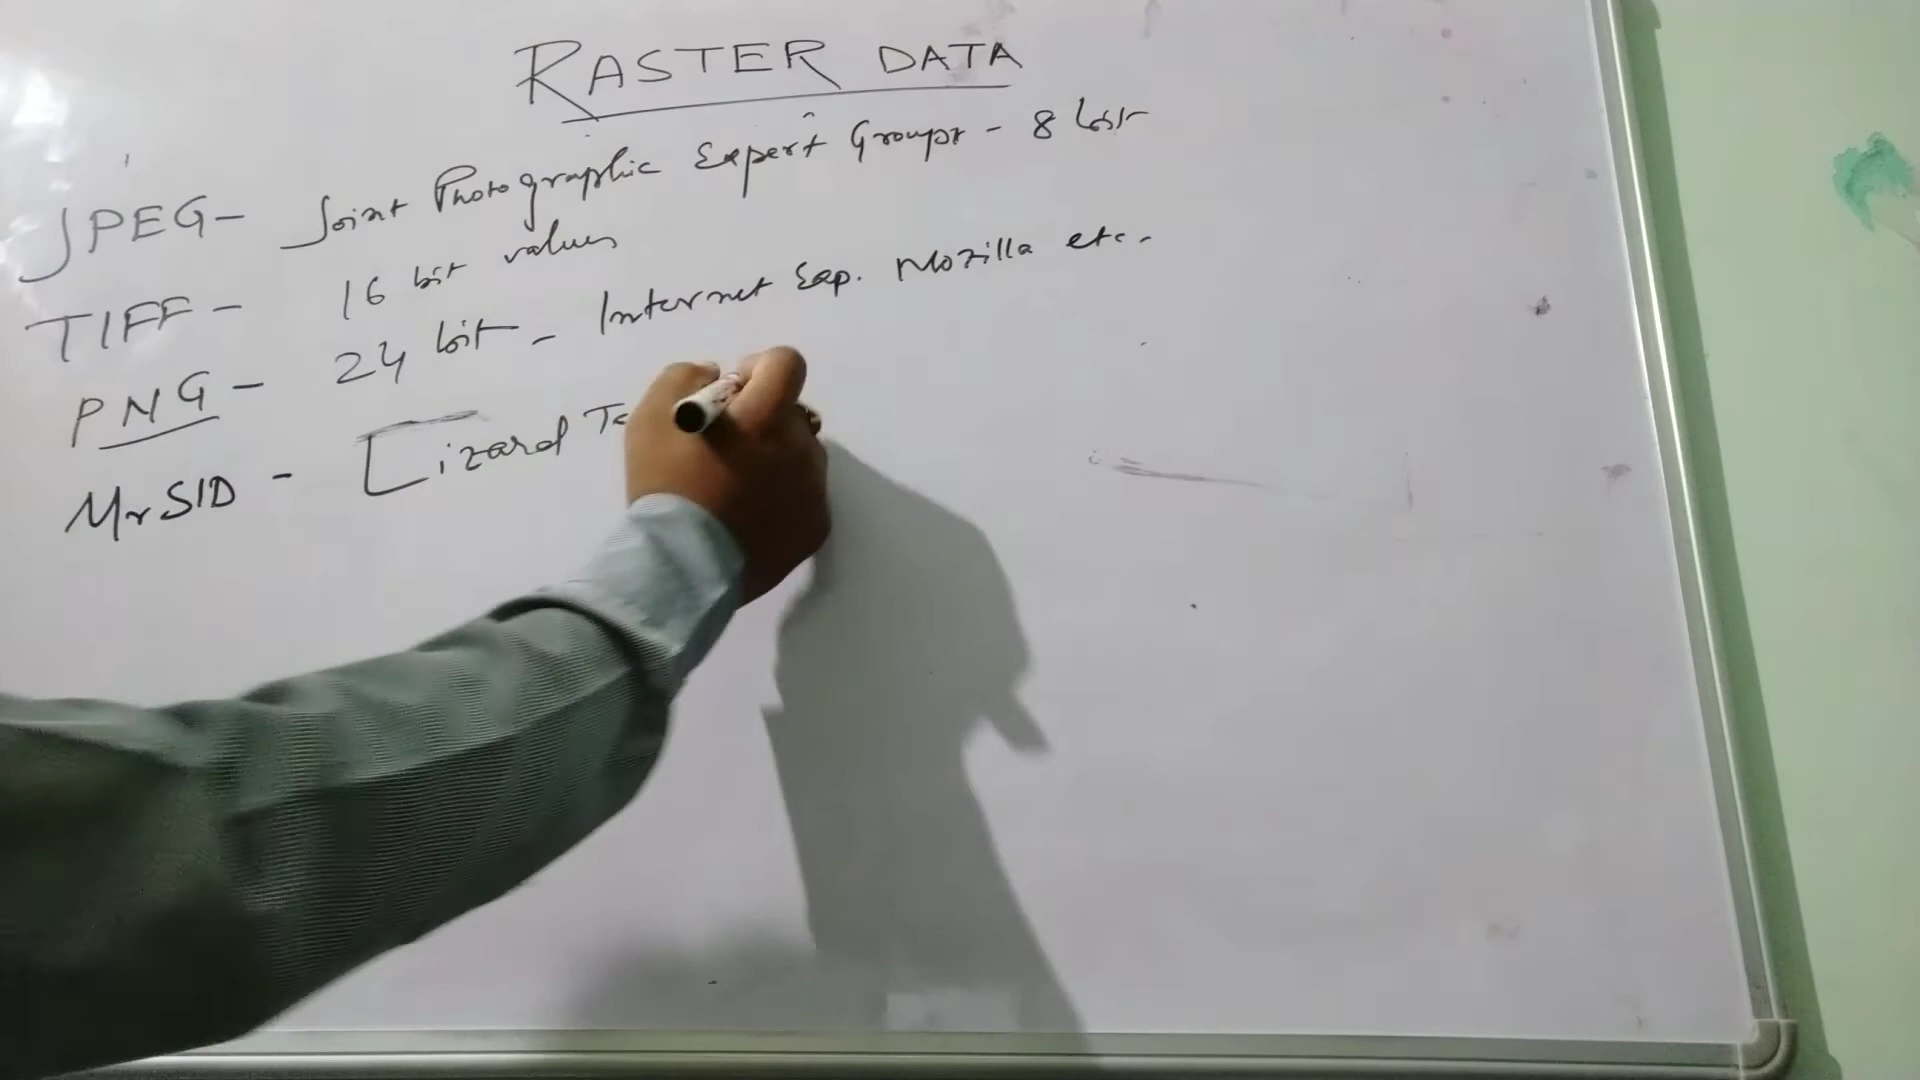 RASTER DATA
JPEG - Joint Photographic Expert Groups - 8 bit
TIFF - 16 bit values
PNG - 24 bit - Internet Exp. Mozilla etc.
MrSID - Lizard